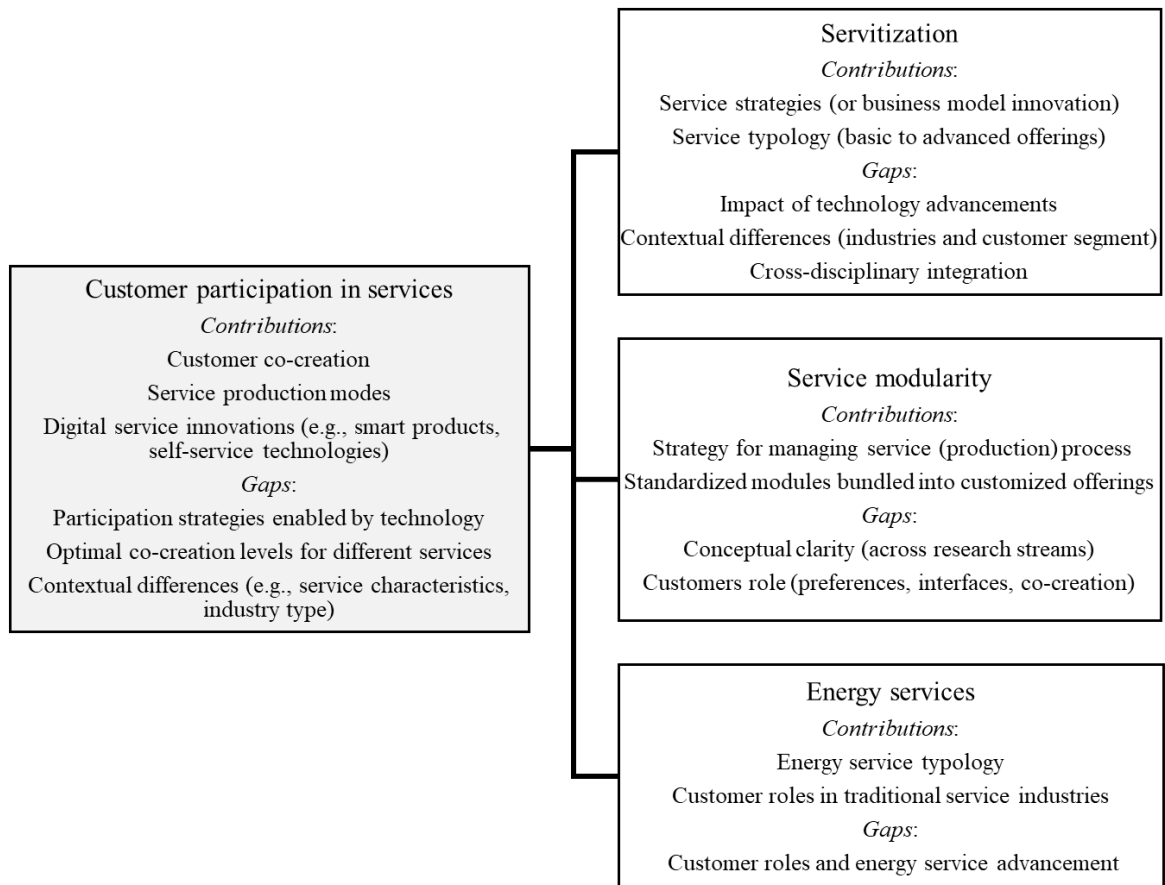 Customer participation in services
Contributions:
Customer co-creation
Service production modes
Digital service innovations (e.g., smart products,
self-service technologies)
Gaps:
Participation strategies enabled by technology
Optimal co-creation levels for different services
Contextual differences (e.g., service characteristics,
industry type)
Servitization
Contributions:
Service strategies (or business model innovation)
Service typology (basic to advanced offerings)
Gaps:
Impact of technology advancements
Contextual differences (industries and customer segment)
Cross-disciplinary integration
Service modularity
Contributions:
Strategy for managing service (production) process
Standardized modules bundled into customized offerings
Gaps:
Conceptual clarity (across research streams)
Customers role (preferences, interfaces, co-creation)
Energy services
Contributions:
Energy service typology
Customer roles in traditional service industries
Gaps:
Customer roles and energy service advancement